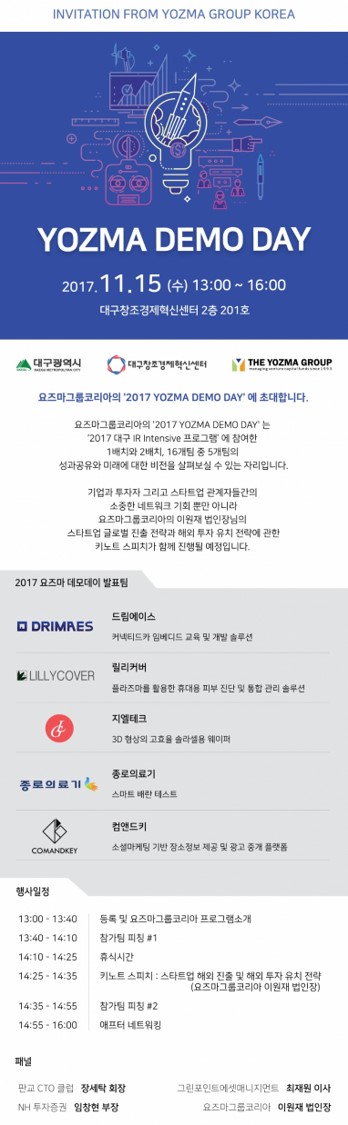 INVITATION FROM YOZMA GROUP KOREA
YOZMA DEMO DAY
2017.11.15 (수) 13:00 ~ 16:00
대구창조경제혁신센터 2층 201호
대구광역시
DAEGU METROPOLITAN CITY
대구창조경제혁신센터
THE YOZMA GROUP
managing venture capital funds since 1993
요즈마그룹코리아의 '2017 YOZMA DEMO DAY' 에 초대합니다.
요즈마그룹코리아의 '2017 YOZMA DEMO DAY' 는
'2017 대구 IR Intensive 프로그램' 에 참여한
1배치와 2배치, 16개팀 중 5개팀의
성과공유와 미래에 대한 비전을 살펴보실 수 있는 자리입니다.
기업과 투자자 그리고 스타트업 관계자들간의
소중한 네트워크 기회 뿐만 아니라
요즈마그룹코리아의 이원재 법인장님의
스타트업 글로벌 진출 전략과 해외 투자 유치 전략에 관한
키노트 스피치가 함께 진행될 예정입니다.
2017 요즈마 데모데이 발표팀
DRIMAES
드림에이스
커넥티드카 임베디드 교육 및 개발 솔루션
LILLYCOVER
릴리커버
플라즈마를 활용한 휴대용 피부 진단 및 통합 관리 솔루션
지엘테크
3D 형상의 고효율 솔라셀용 웨이퍼
종로의료기
종로의료기
스마트 배란 테스트
COMANDKEY
컴앤드키
소셜마케팅 기반 장소정보 제공 및 광고 중개 플랫폼
행사일정
13:00 - 13:40 등록 및 요즈마그룹코리아 프로그램소개
13:40 - 14:10 참가팀 피칭 #1
14:10 - 14:25 휴식시간
14:25 - 14:35 키노트 스피치 : 스타트업 해외 진출 및 해외 투자 유치 전략
(요즈마그룹코리아 이원재 법인장)
14:35 - 14:55 참가팀 피칭 #2
14:55 - 16:00 애프터 네트워킹
패널
판교 CTO 클럽 장세탁 회장 그린포인트에셋매니지먼트 최재원 이사
NH 투자증권 임창현 부장 요즈마그룹코리아 이원재 법인장